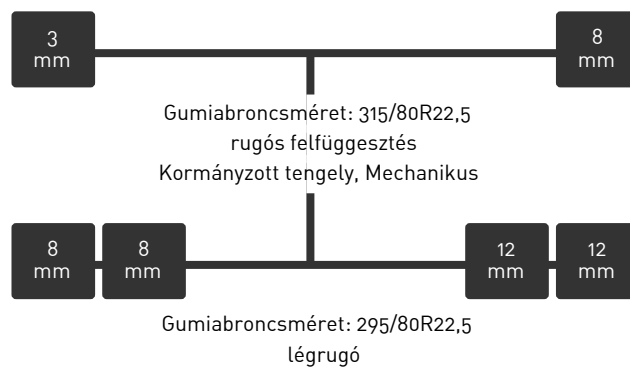 3
mm
8
mm
Gumiabroncsméret: 315/80R22,5
rugós felfüggesztés
Kormányzott tengely, Mechanikus
8
mm
8
mm
12
mm
12
mm
Gumiabroncsméret: 295/80R22,5
légrugó